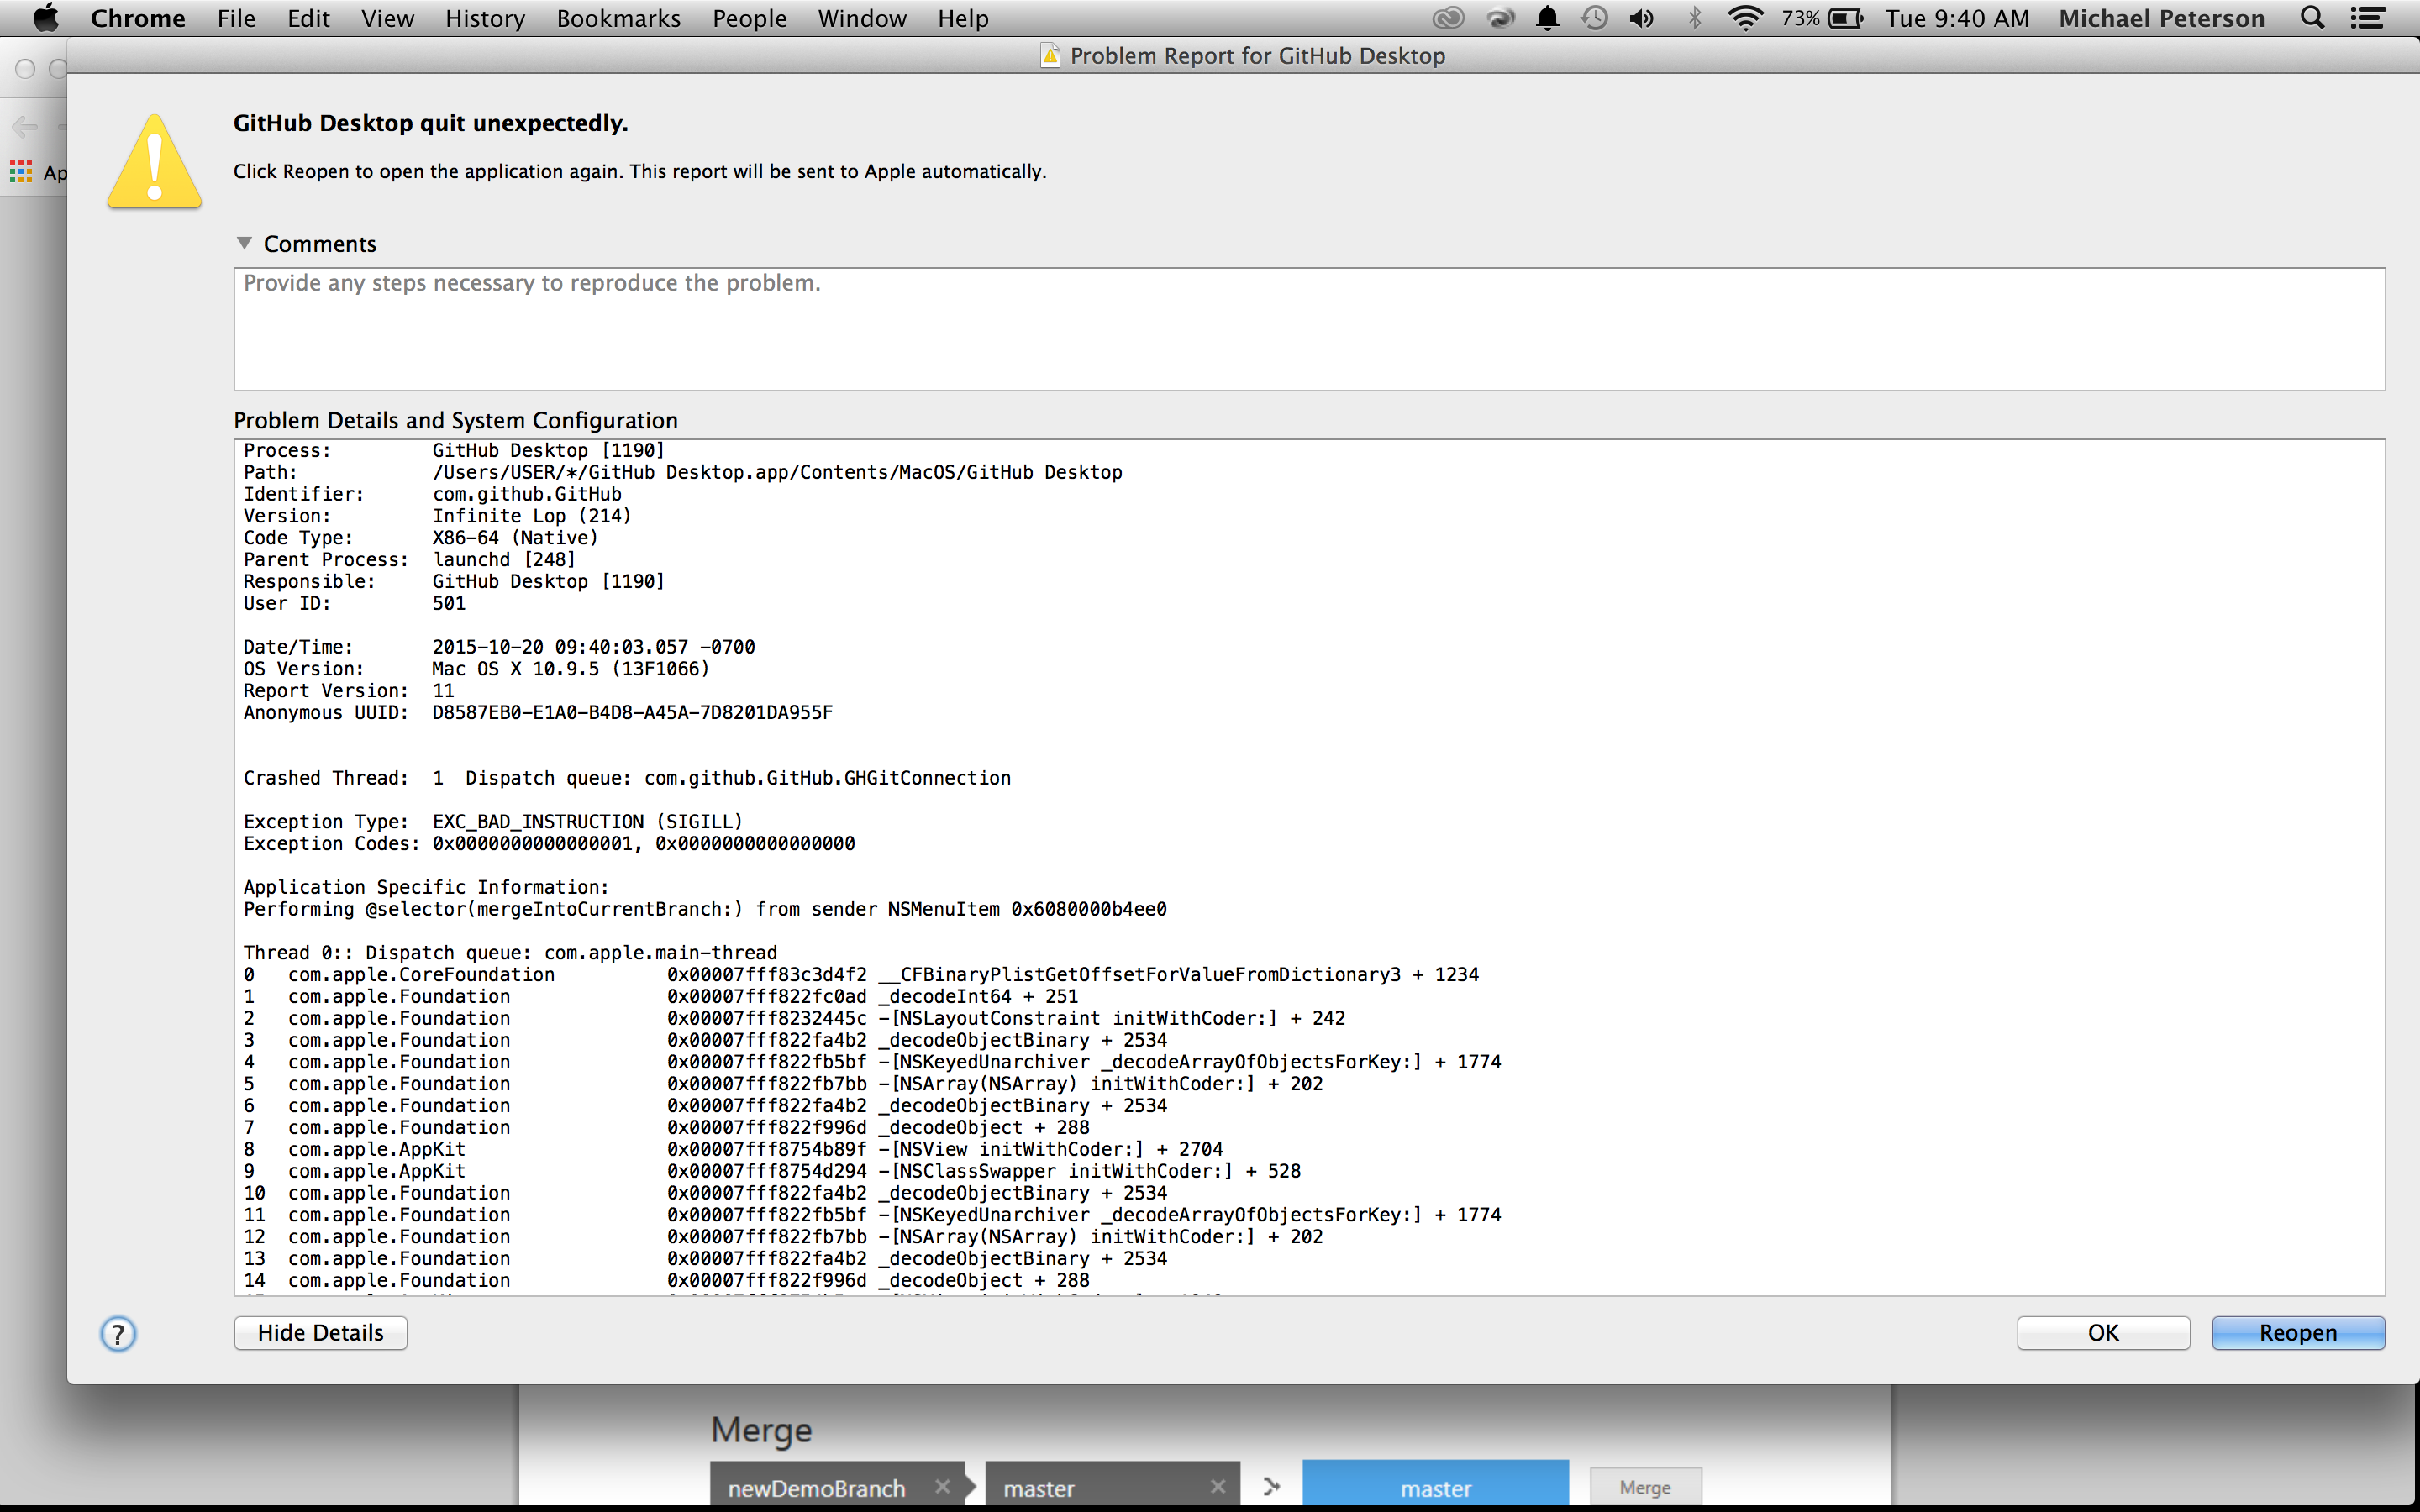 Chrome File Edit View History Bookmarks People Window Help 73% Tue 9:40 AM Michael Peterson
Problem Report for GitHub Desktop
Ap
GitHub Desktop quit unexpectedly.
Click Reopen to open the application again. This report will be sent to Apple automatically.
Comments
Provide any steps necessary to reproduce the problem.
Problem Details and System Configuration
Process: GitHub Desktop [1190]
Path: /Users/USER/*/GitHub Desktop.app/Contents/MacOS/GitHub Desktop
Identifier: com.github.GitHub
Version: Infinite Lop (214)
Code Type: X86-64 (Native)
Parent Process: launchd [248]
Responsible: GitHub Desktop [1190]
User ID: 501
Date/Time: 2015-10-20 09:40:03.057 -0700
OS Version: Mac OS X 10.9.5 (13F1066)
Report Version: 11
Anonymous UUID: D8587EB0-E1A0-B4D8-A45A-7D8201DA955F
Crashed Thread: 1 Dispatch queue: com.github.GitHub.GHGitConnection
Exception Type: EXC_BAD_INSTRUCTION (SIGILL)
Exception Codes: 0x0000000000000001, 0x0000000000000000
Application Specific Information:
Performing @selector(mergeIntoCurrentBranch:) from sender NSMenuItem 0x6080000b4ee0
Thread 0:: Dispatch queue: com.apple.main-thread
0 com.apple.CoreFoundation 0x00007fff83c3d4f2 __CFBinaryPlistGetOffsetForValueFromDictionary3 + 1234
1 com.apple.Foundation 0x00007fff822fc0ad _decodeInt64 + 251
2 com.apple.Foundation 0x00007fff8232445c -[NSLayoutConstraint initWithCoder:] + 242
3 com.apple.Foundation 0x00007fff822fa4b2 _decodeObjectBinary + 2534
4 com.apple.Foundation 0x00007fff822fb5bf -[NSKeyedUnarchiver _decodeArrayOfObjectsForKey:] + 1774
5 com.apple.Foundation 0x00007fff822fb7bb -[NSArray(NSArray) initWithCoder:] + 202
6 com.apple.Foundation 0x00007fff822fa4b2 _decodeObjectBinary + 2534
7 com.apple.Foundation 0x00007fff822f996d _decodeObject + 288
8 com.apple.AppKit 0x00007fff8754b89f -[NSView initWithCoder:] + 2704
9 com.apple.AppKit 0x00007fff8754d294 -[NSClassSwapper initWithCoder:] + 528
10 com.apple.Foundation 0x00007fff822fa4b2 _decodeObjectBinary + 2534
11 com.apple.Foundation 0x00007fff822fb5bf -[NSKeyedUnarchiver _decodeArrayOfObjectsForKey:] + 1774
12 com.apple.Foundation 0x00007fff822fb7bb -[NSArray(NSArray) initWithCoder:] + 202
13 com.apple.Foundation 0x00007fff822fa4b2 _decodeObjectBinary + 2534
14 com.apple.Foundation 0x00007fff822f996d _decodeObject + 288
? Hide Details OK Reopen
Merge
newDemoBranch master master Merge